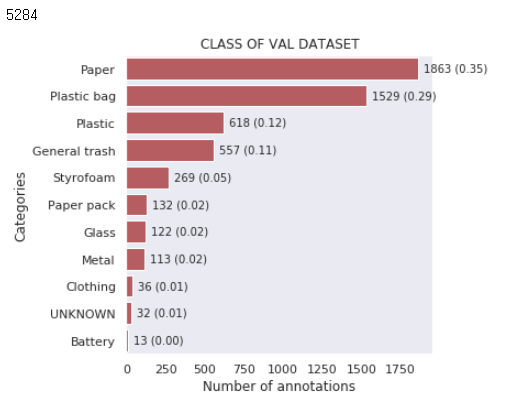 5284
CLASS OF VAL DATASET
Categories
Paper 1863 (0.35)
Plastic bag 1529 (0.29)
Plastic 618 (0.12)
General trash 557 (0.11)
Styrofoam 269 (0.05)
Paper pack 132 (0.02)
Glass 122 (0.02)
Metal 113 (0.02)
Clothing 36 (0.01)
UNKNOWN 32 (0.01)
Battery 13 (0.00)
0 250 500 750 1000 1250 1500 1750
Number of annotations